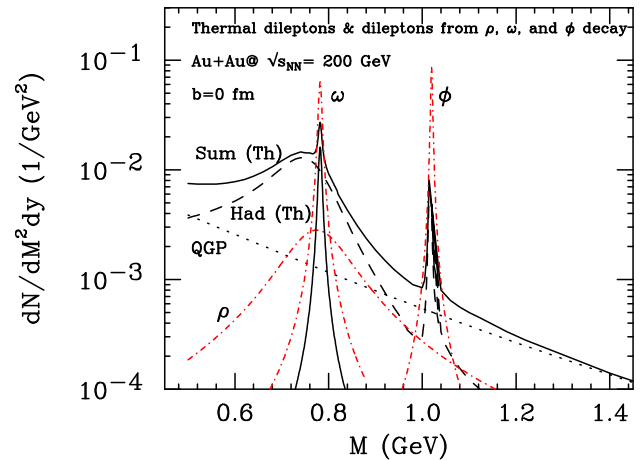 Thermal dileptons & dileptons from ρ, ω, and ϕ decay
Au+Au@ √sNN= 200 GeV
b=0 fm
ω
ϕ
Sum (Th)
Had (Th)
QGP
ρ
10−1
10−2
10−3
10−4
dN/dM2dy (1/GeV2)
0.6 0.8 1.0 1.2 1.4
M (GeV)